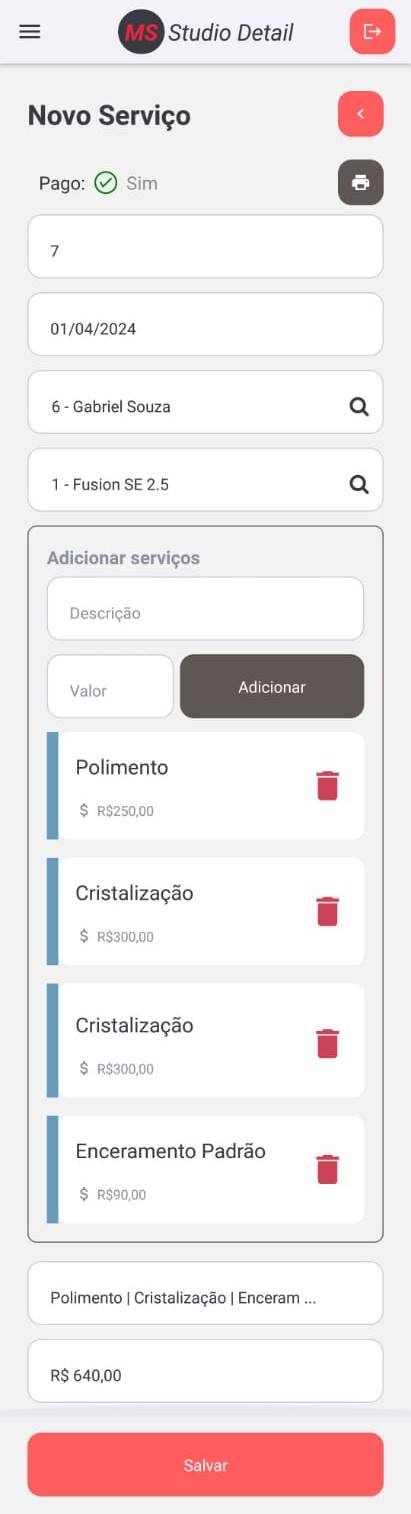 MS Studio Detail
Novo Serviço
Pago: Sim
7
01/04/2024
6 - Gabriel Souza
1 - Fusion SE 2.5
Adicionar serviços
Descrição
Valor
Adicionar
Polimento
$ R$250,00
Cristalização
$ R$300,00
Cristalização
$ R$300,00
Enceramento Padrão
$ R$90,00
Polimento | Cristalização | Enceram ...
R$ 640,00
Salvar